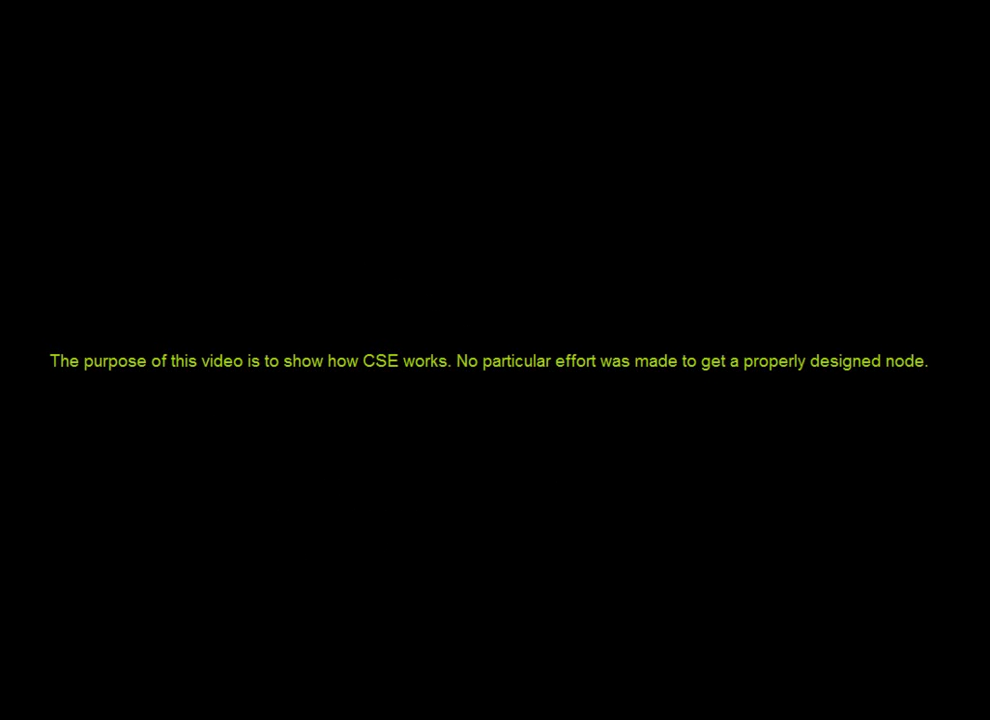 The purpose of this video is to show how CSE works. No particular effort was made to get a properly designed node.